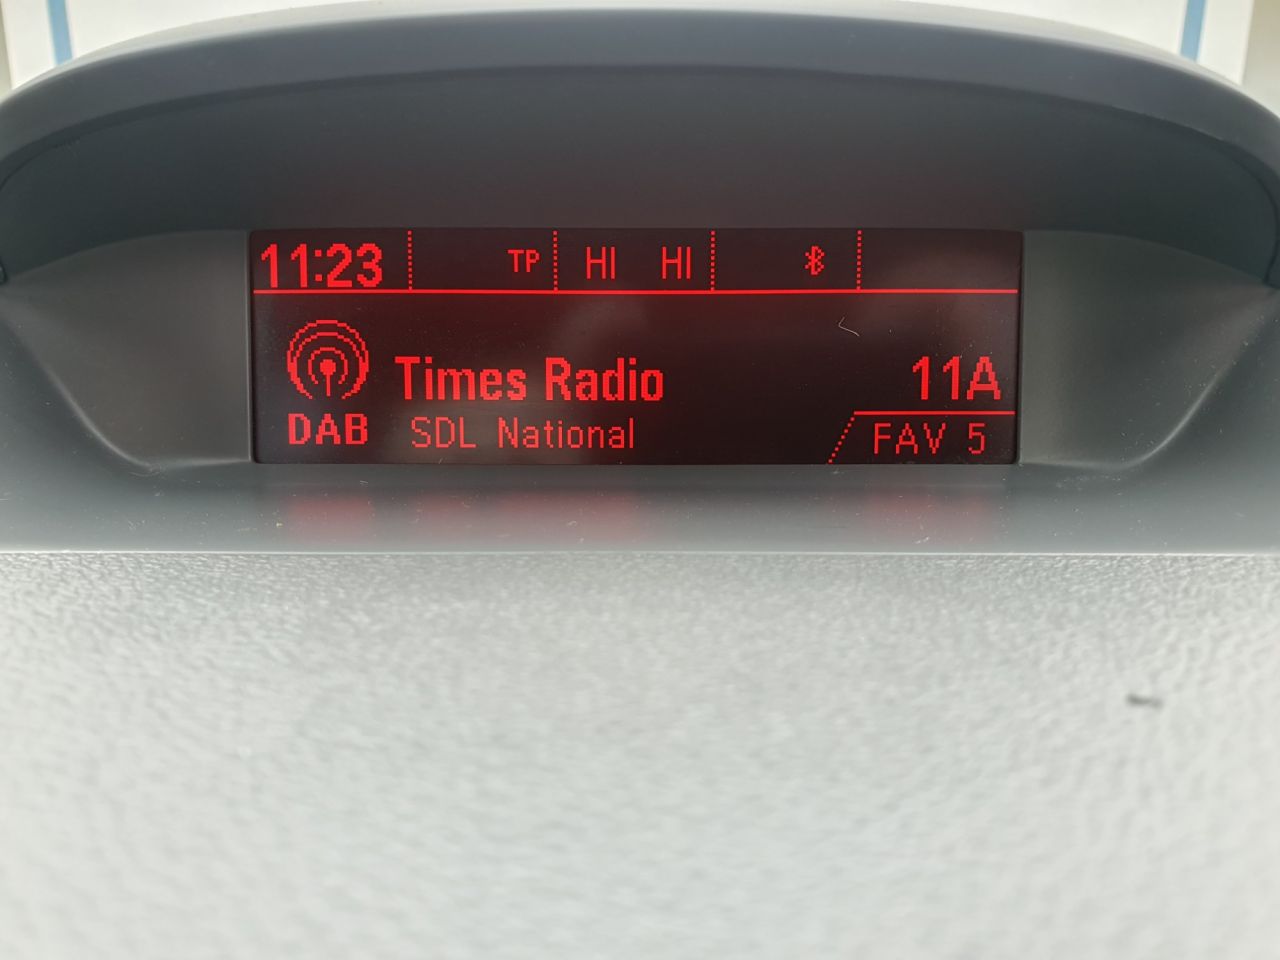 11:23 TP HI HI
Times Radio 11A
DAB SDL National FAV 5